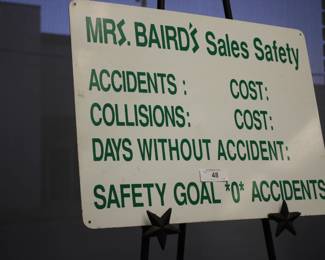 MRS. BAIRD'S Sales Safety
ACCIDENTS : COST:
COLLISIONS: COST:
DAYS WITHOUT ACCIDENT:
48
SAFETY GOAL *0* ACCIDENTS